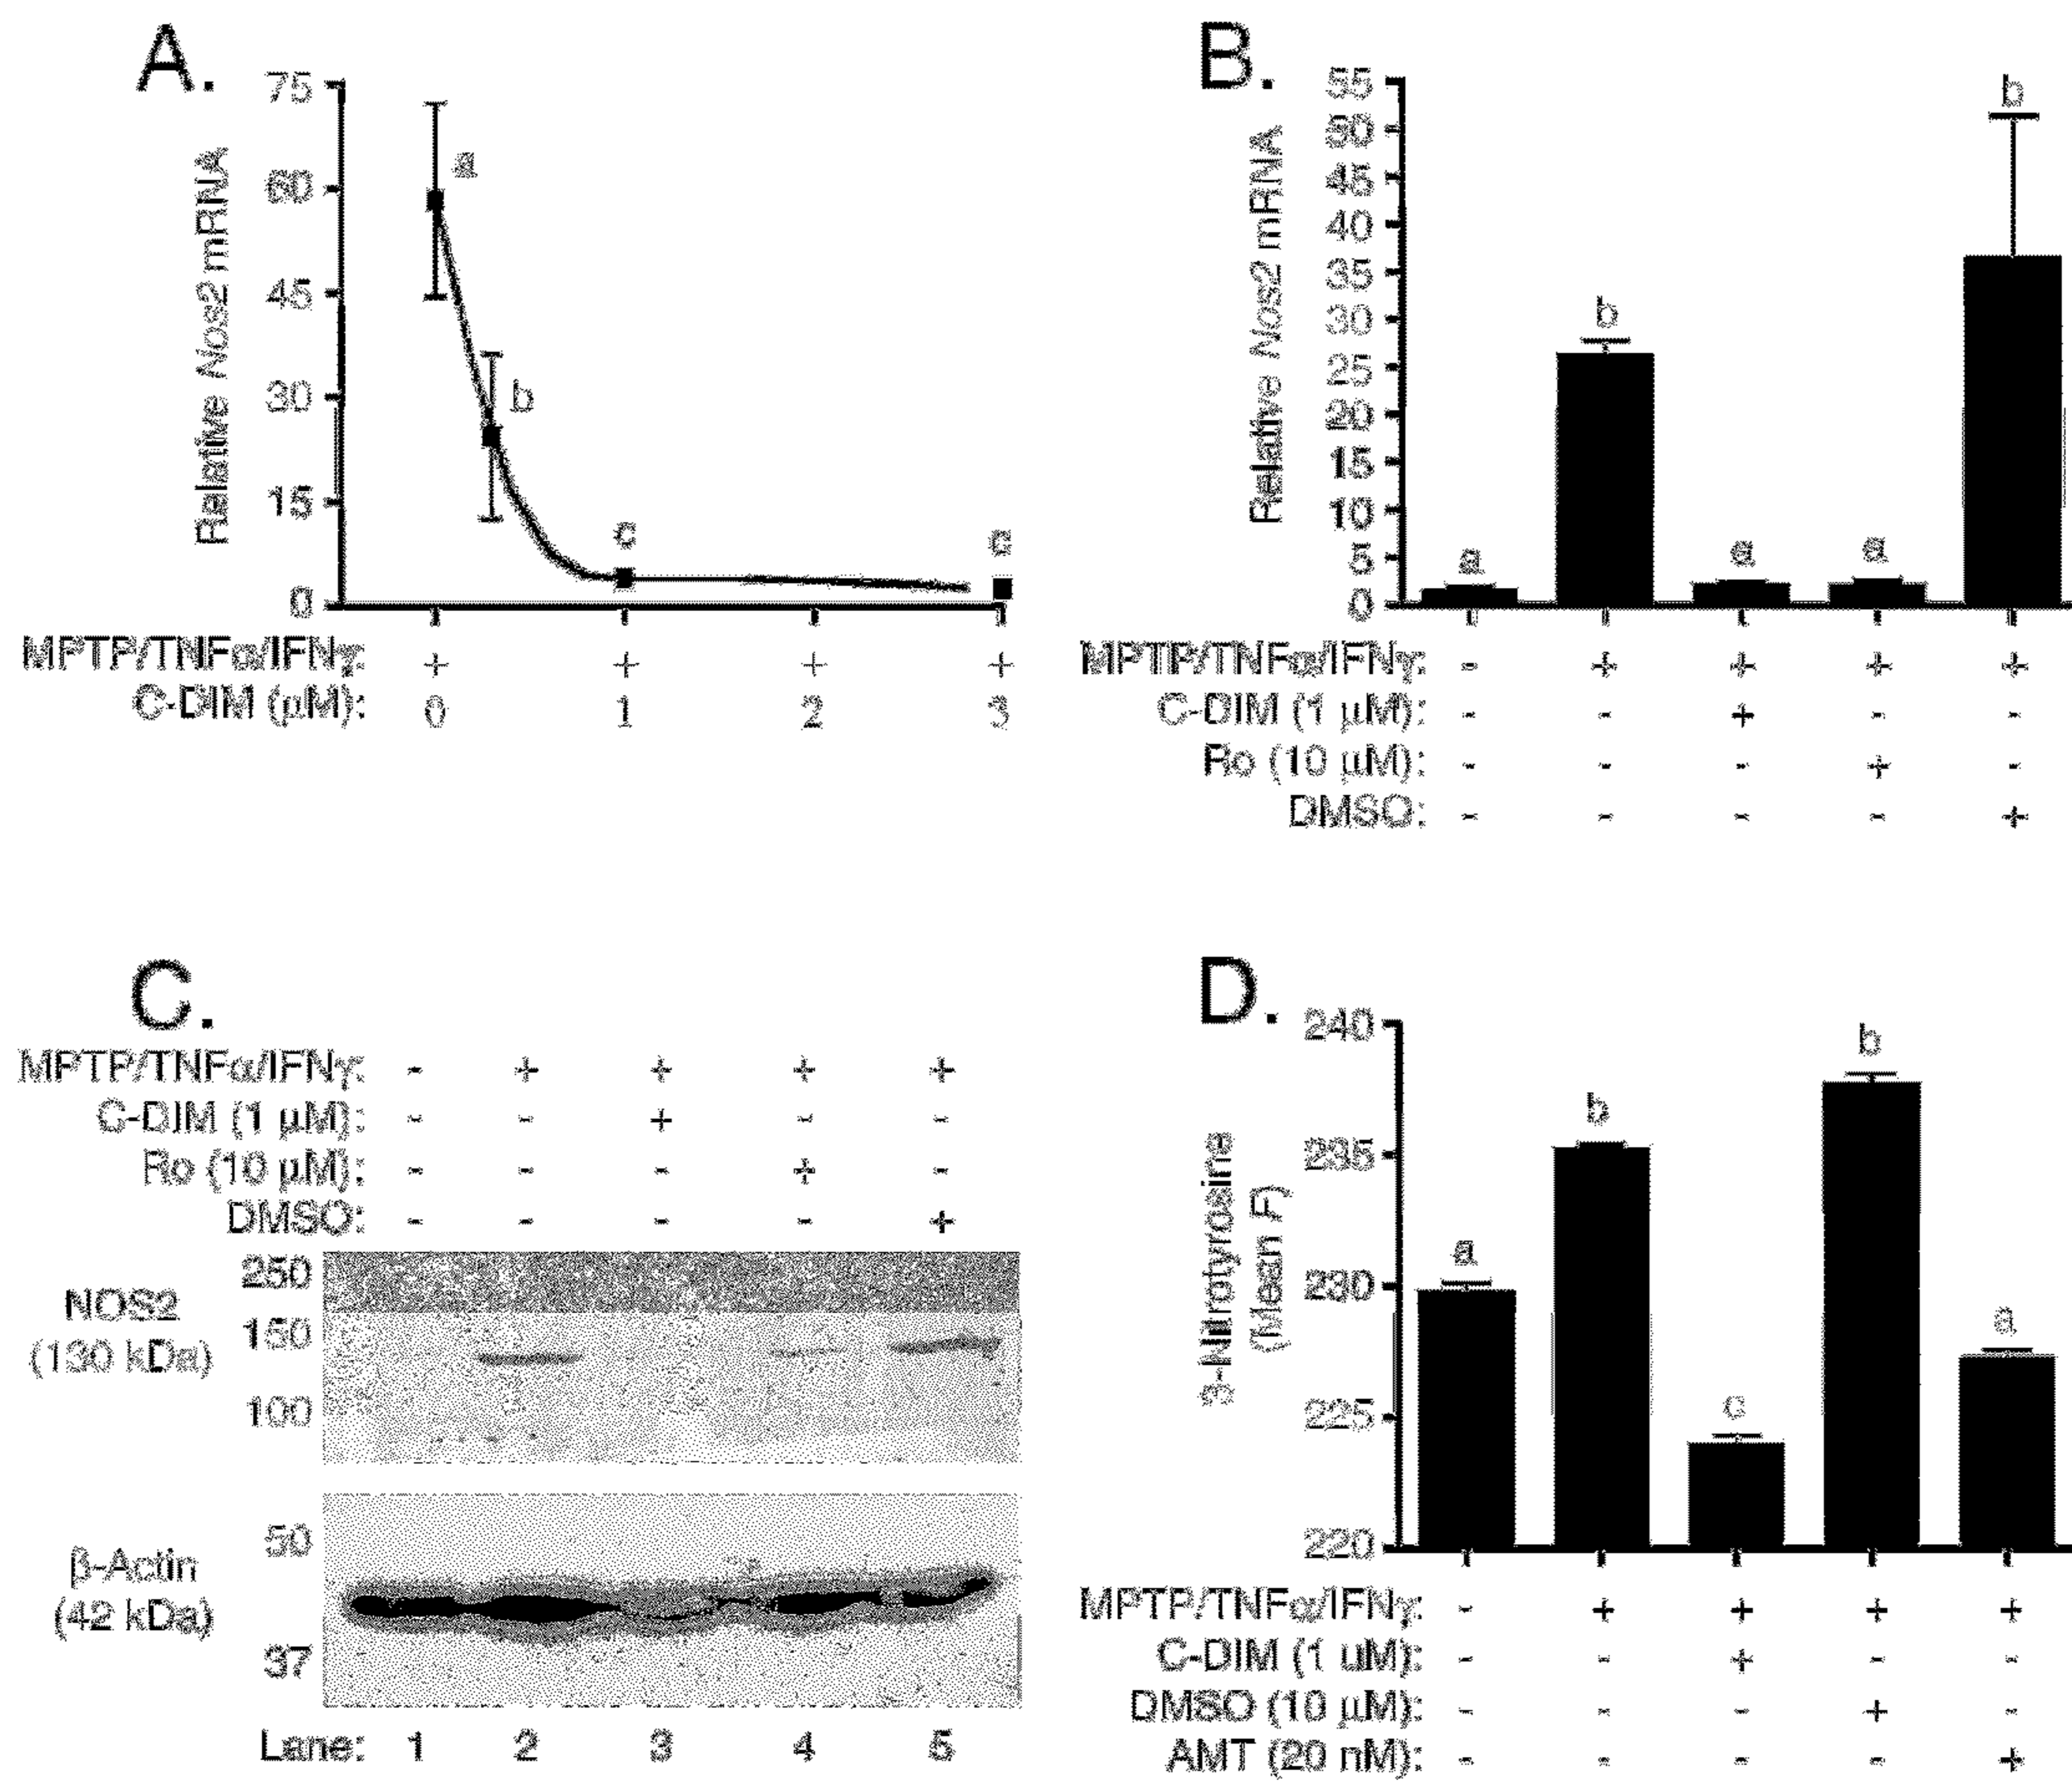 A.
75
60
45
30
15
0
Relative Nos2 mRNA
a
b
c
c
MPTP/TNFα/IFNγ: + + + +
C-DIM (μM): 0 1 2 3
B.
55
50
45
40
35
30
25
20
15
10
5
0
Relative Nos2 mRNA
a
b
a
a
b
MPTP/TNFα/IFNγ: - + + + +
C-DIM (1 μM): - - + - -
Ro (10 μM): - - - + -
DMSO: - - - - +
C.
MPTP/TNFα/IFNγ: - + + + +
C-DIM (1 μM): - - + - -
Ro (10 μM): - - - + -
DMSO: - - - - +
NOS2
(130 kDa)
250
150
100
β-Actin
(42 kDa)
50
37
Lane: 1 2 3 4 5
D.
240
235
230
225
220
3-Nitrotyrosine
(Mean F)
a
b
c
b
a
MPTP/TNFα/IFNγ: - + + + +
C-DIM (1 uM): - - + - -
DMSO (10 μM): - - - + -
AMT (20 nM): - - - - +